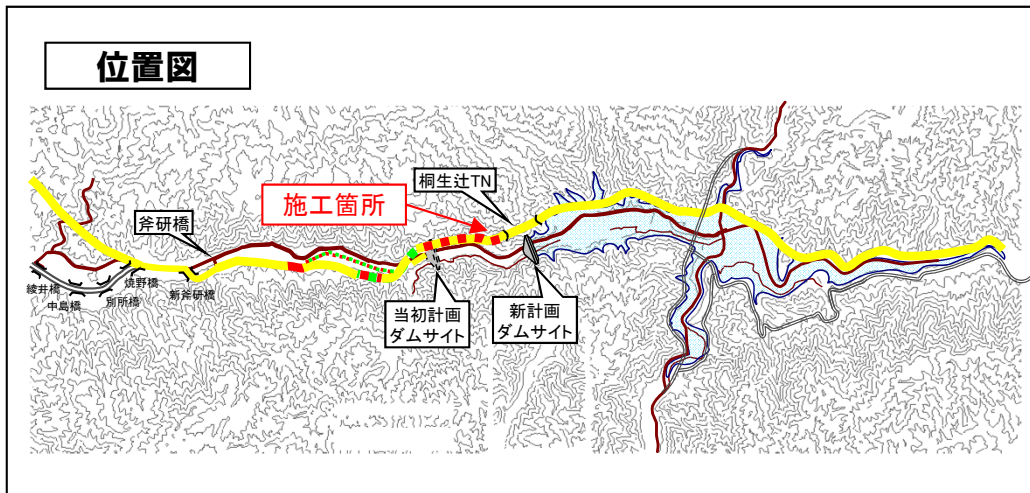 位置図
桐生辻TN
施工箇所
斧研橋
綾井橋
中島橋
別所橋
焼野橋
新斧研橋
当初計画
ダムサイト
新計画
ダムサイト